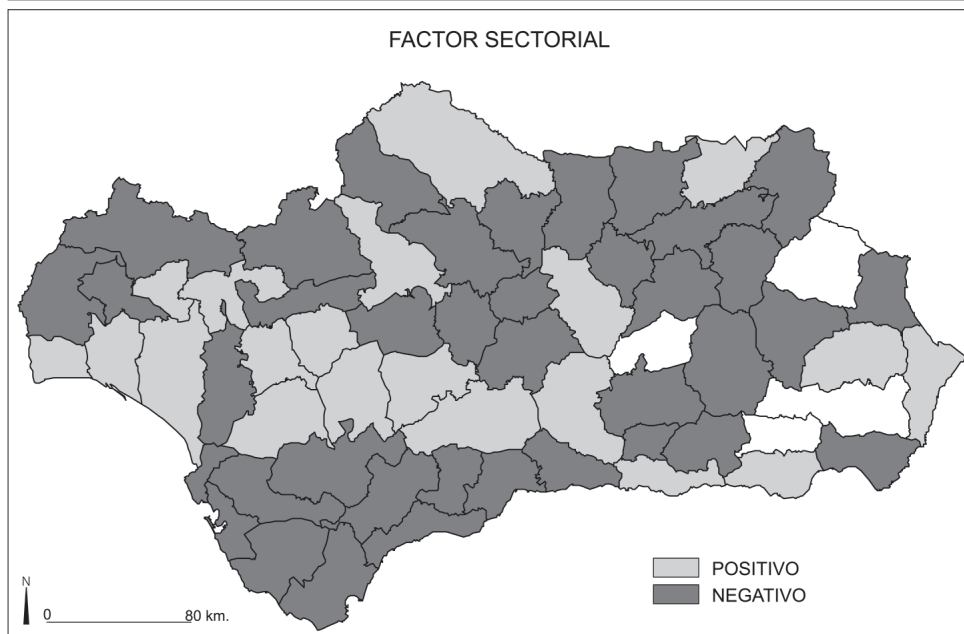 FACTOR SECTORIAL
POSITIVO
NEGATIVO
N
0 80 km.